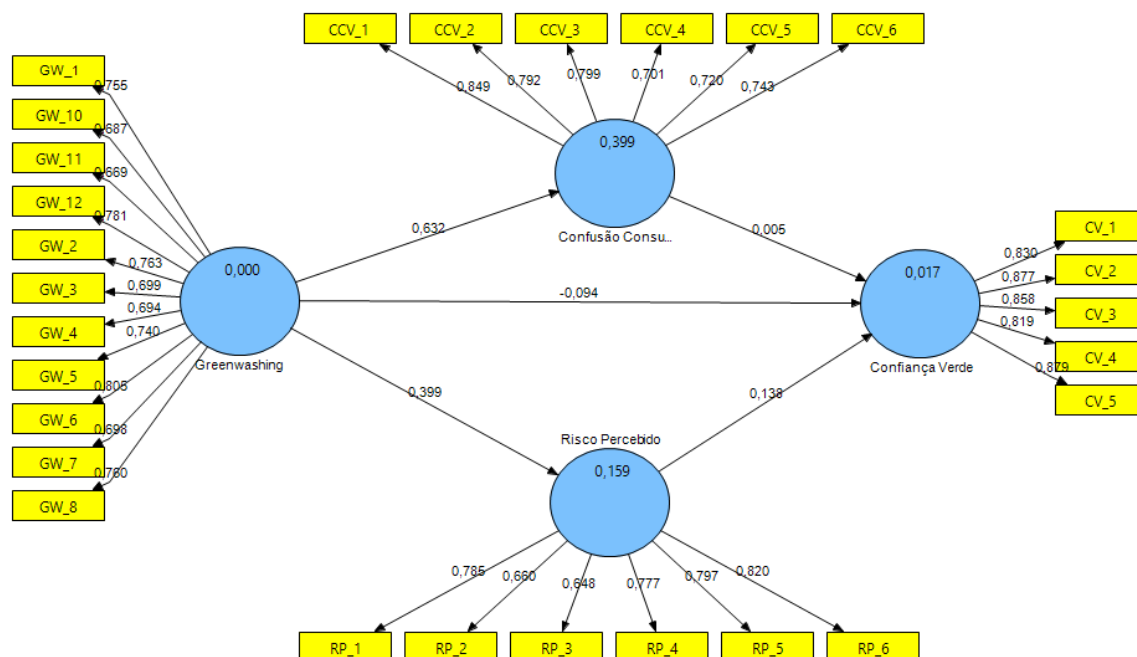 CCV_1
CCV_2
CCV_3
CCV_4
CCV_5
CCV_6
0,849
0,792
0,799
0,701
0,720
0,743
GW_1
GW_10
GW_11
GW_12
GW_2
GW_3
GW_4
GW_5
GW_6
GW_7
GW_8
0,755
0,687
0,669
0,781
0,763
0,699
0,694
0,740
0,805
0,698
0,760
0,000
Greenwashing
0,399
Confusão Consu...
0,632
0,005
-0,094
0,399
0,138
0,017
Confiança Verde
0,830
0,877
0,858
0,819
0,879
CV_1
CV_2
CV_3
CV_4
CV_5
Risco Percebido
0,159
0,785
0,660
0,648
0,777
0,797
0,820
RP_1
RP_2
RP_3
RP_4
RP_5
RP_6